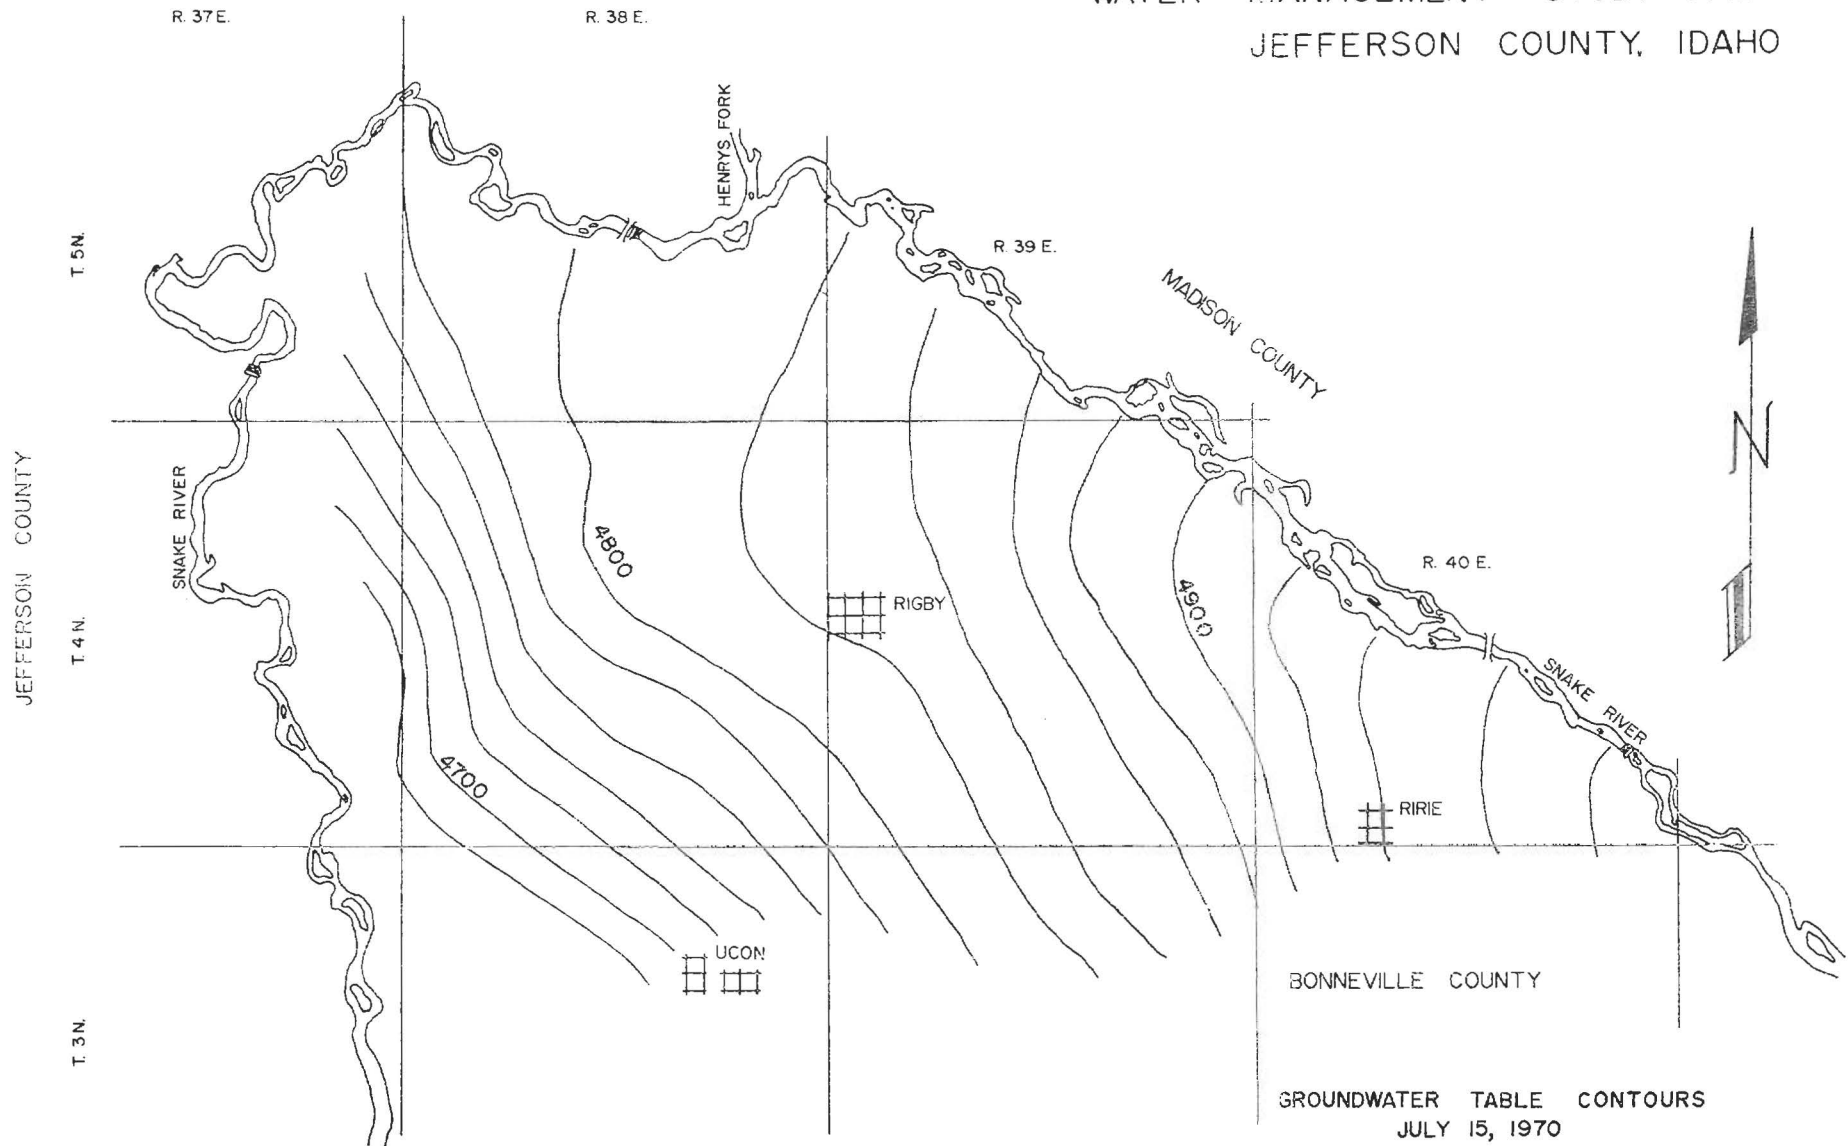 R. 37 E.
R. 38 E.
JEFFERSON COUNTY, IDAHO
HENRYS FORK
T. 5 N.
R. 39 E.
MADISON COUNTY
N
JEFFERSON COUNTY
SNAKE RIVER
4800
R. 40 E.
4900
RIGBY
T. 4 N.
SNAKE RIVER
4700
RIRIE
UCON
BONNEVILLE COUNTY
T. 3 N.
GROUNDWATER TABLE CONTOURS
JULY 15, 1970